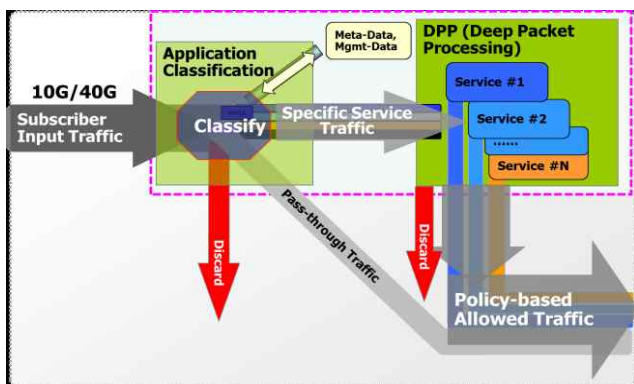 Meta-Data,
Mgmt-Data
DPP (Deep Packet
Processing)
Application
Classification
Service #1
10G/40G
Subscriber
Input Traffic
Classify
Specific Service
Traffic
Service #2
......
Service #N
Discard
Pass-through Traffic
Discard
Policy-based
Allowed Traffic